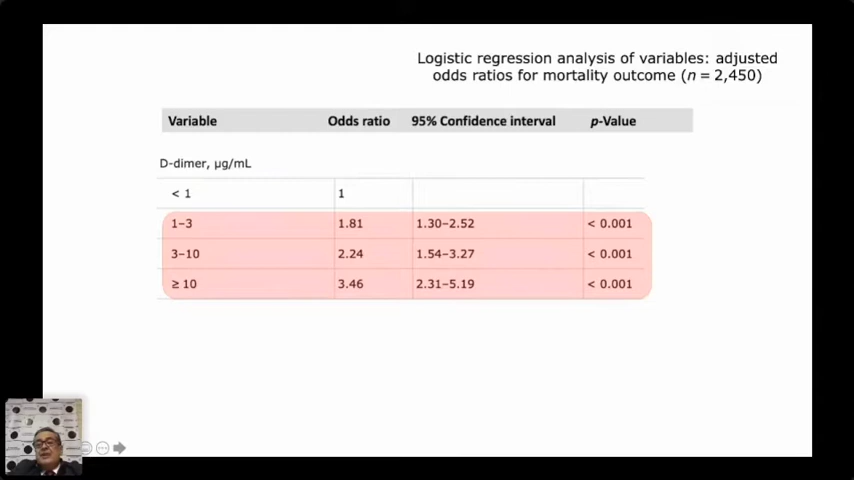 Logistic regression analysis of variables: adjusted
odds ratios for mortality outcome (n = 2,450)
Variable Odds ratio 95% Confidence interval p-Value
D-dimer, µg/mL
< 1 1
1–3 1.81 1.30–2.52 < 0.001
3–10 2.24 1.54–3.27 < 0.001
≥ 10 3.46 2.31–5.19 < 0.001